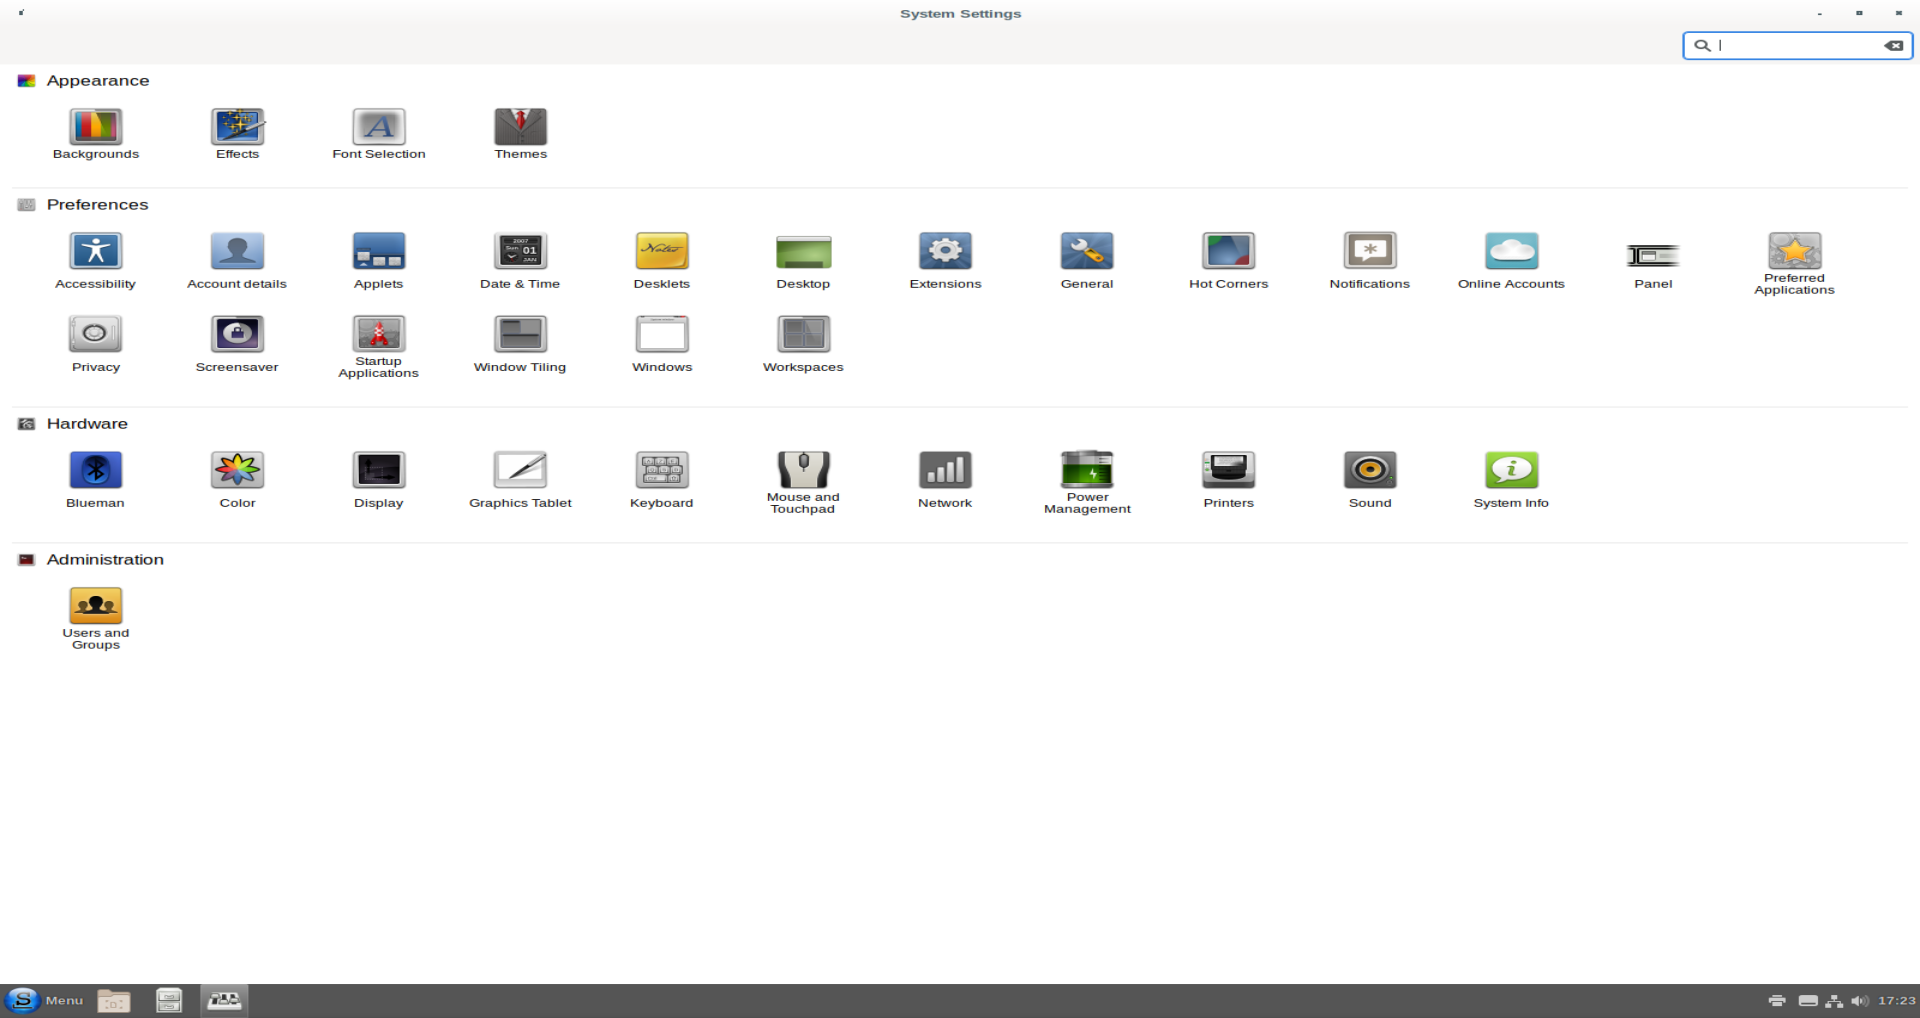 System Settings
Appearance
Backgrounds Effects Font Selection Themes
Preferences
Accessibility Account details Applets Date & Time Desklets Desktop Extensions General Hot Corners Notifications Online Accounts Panel Preferred
Applications
Privacy Screensaver Startup Window Tiling Windows Workspaces
Applications
Hardware
Blueman Color Display Graphics Tablet Keyboard Mouse and Network Power Printers Sound System Info
Touchpad Management
Administration
Users and
Groups
Menu 17:23